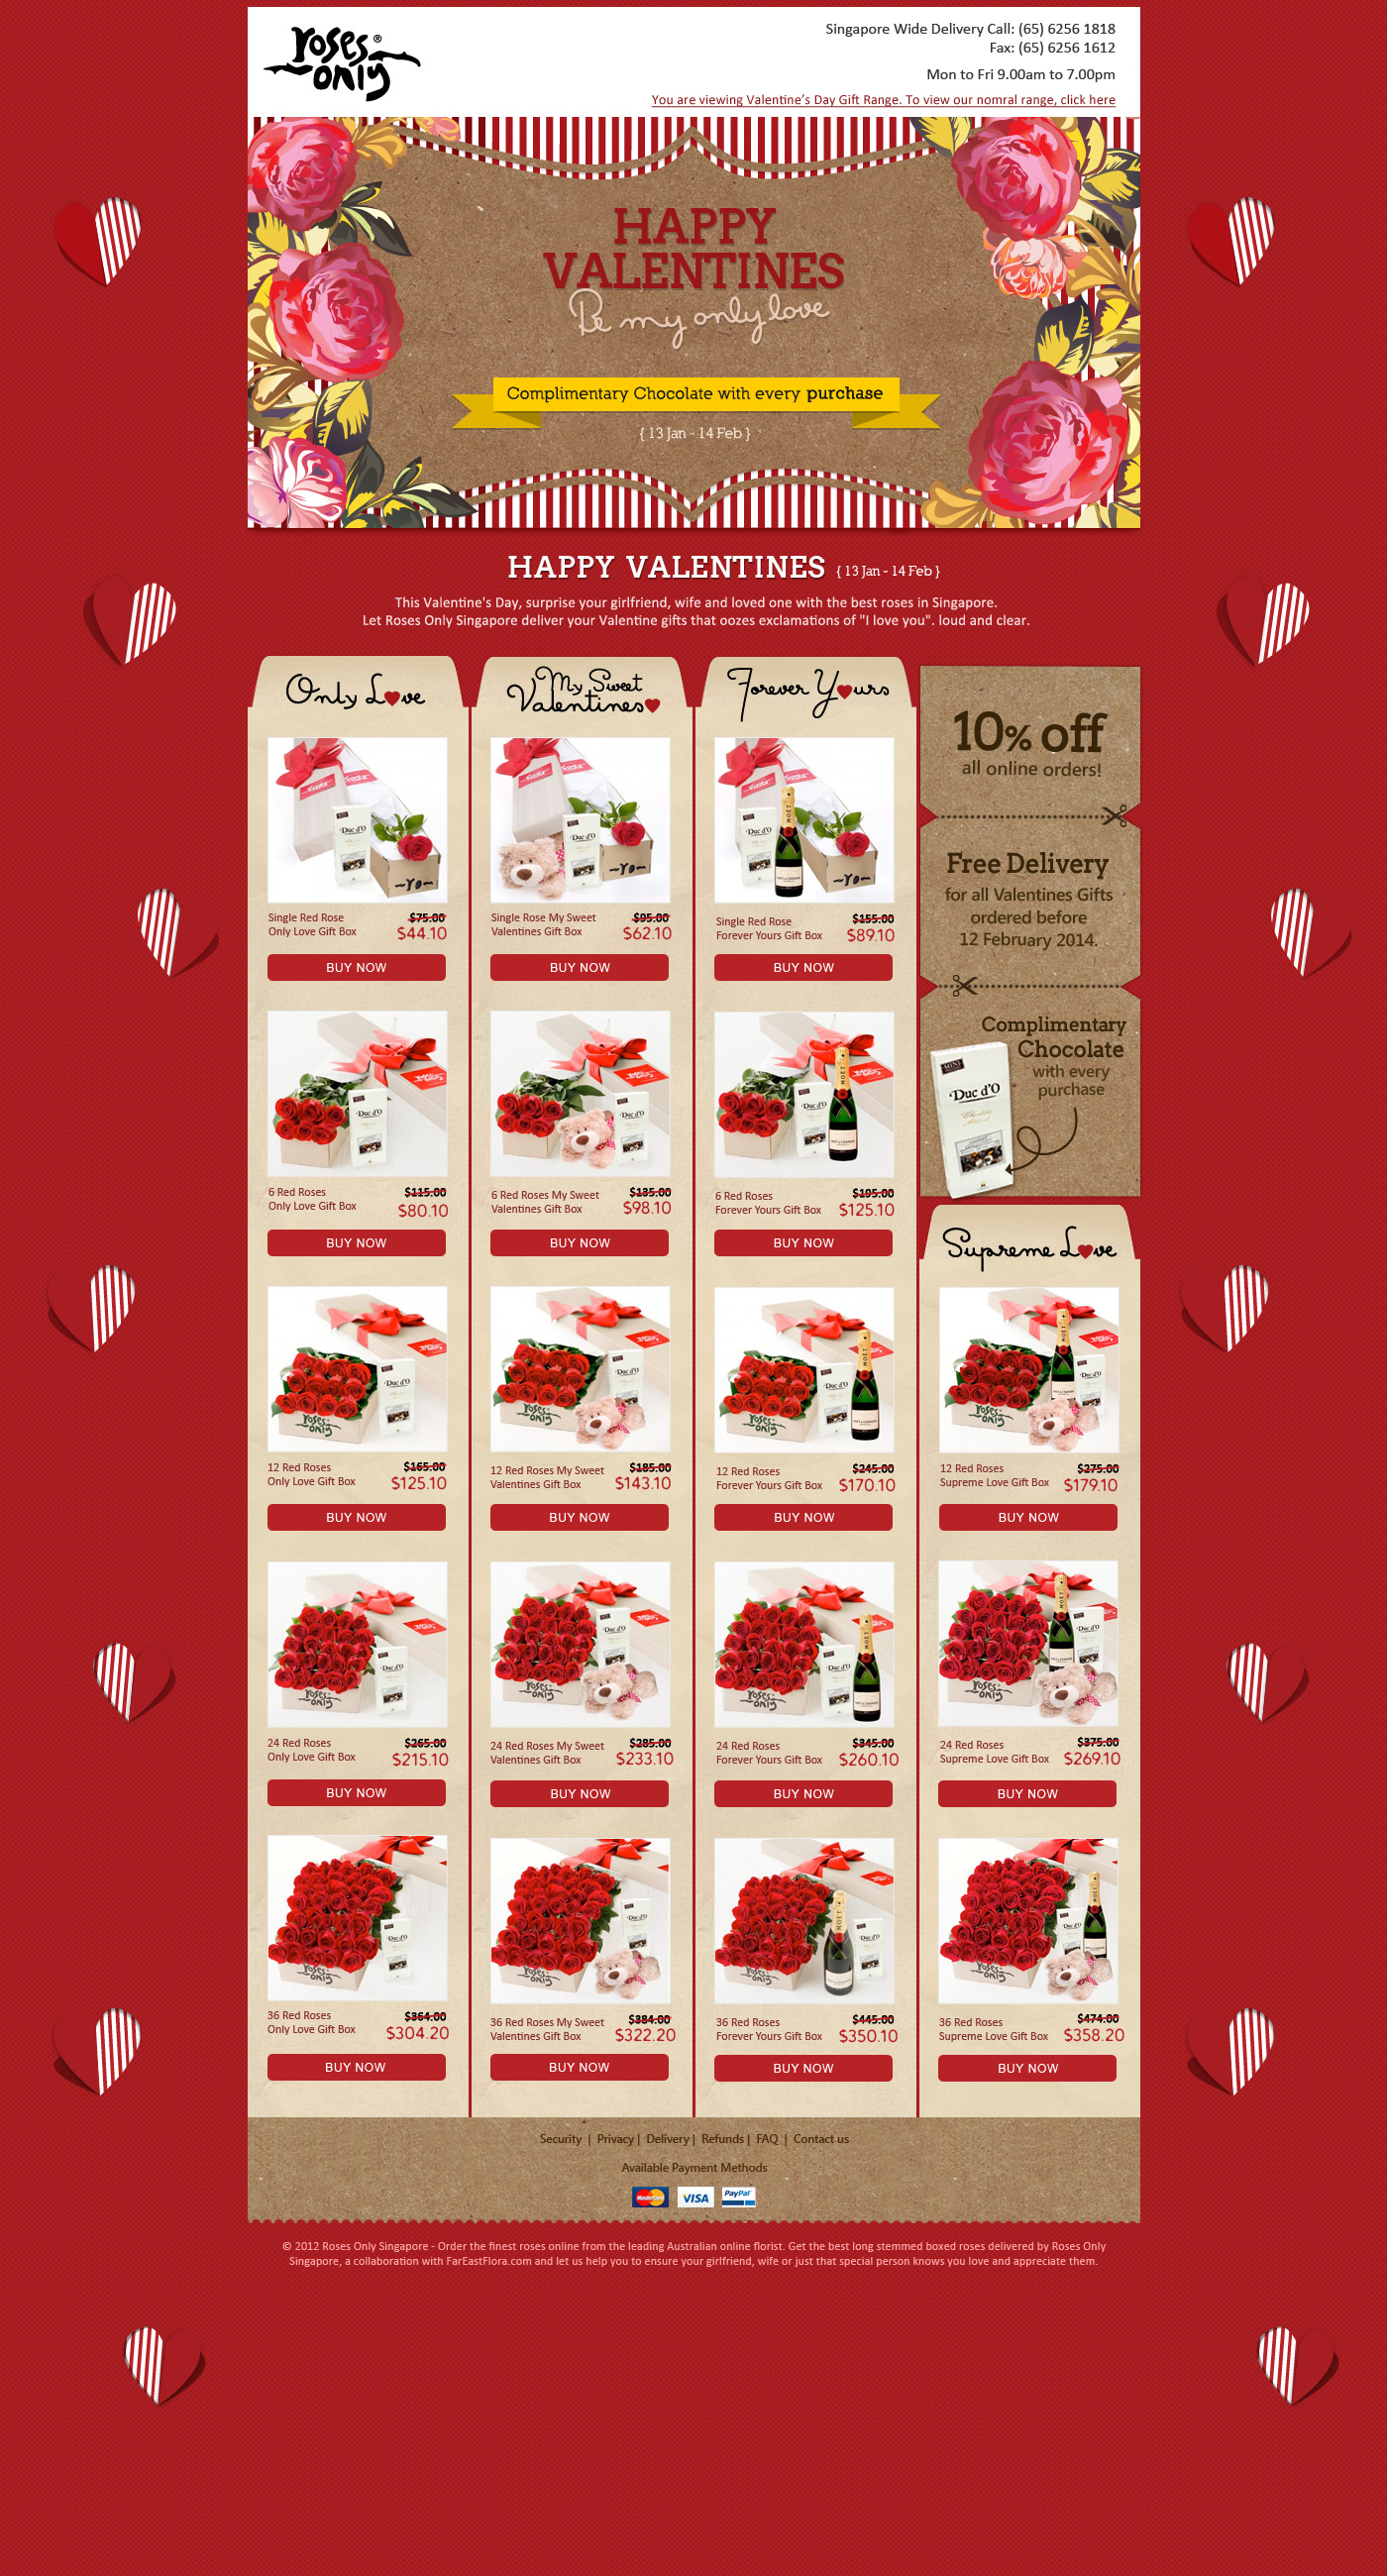 roses only®
Singapore Wide Delivery Call: (65) 6256 1818
Fax: (65) 6256 1612
Mon to Fri 9.00am to 7.00pm
You are viewing Valentine's Day Gift Range. To view our nomral range, click here
HAPPY
VALENTINES
Be my only love
Complimentary Chocolate with every purchase
{ 13 Jan - 14 Feb }
HAPPY VALENTINES { 13 Jan - 14 Feb }
This Valentine's Day, surprise your girlfriend, wife and loved one with the best roses in Singapore.
Let Roses Only Singapore deliver your Valentine gifts that oozes exclamations of "I love you". loud and clear.
Only Love
My Sweet
Valentines
Forever Yours
10% off
all online orders!
Free Delivery
for all Valentines Gifts
ordered before
12 February 2014.
Complimentary
Chocolate
with every
purchase
Duc d'O
Single Red Rose $75.00
Only Love Gift Box $44.10
BUY NOW
Single Rose My Sweet $95.00
Valentines Gift Box $62.10
BUY NOW
Single Red Rose $155.00
Forever Yours Gift Box $89.10
BUY NOW
6 Red Roses $115.00
Only Love Gift Box $80.10
BUY NOW
6 Red Roses My Sweet $135.00
Valentines Gift Box $98.10
BUY NOW
6 Red Roses $195.00
Forever Yours Gift Box $125.10
BUY NOW
Supreme Love
12 Red Roses $165.00
Only Love Gift Box $125.10
BUY NOW
12 Red Roses My Sweet $185.00
Valentines Gift Box $143.10
BUY NOW
12 Red Roses $245.00
Forever Yours Gift Box $170.10
BUY NOW
12 Red Roses $275.00
Supreme Love Gift Box $179.10
BUY NOW
24 Red Roses $265.00
Only Love Gift Box $215.10
BUY NOW
24 Red Roses My Sweet $285.00
Valentines Gift Box $233.10
BUY NOW
24 Red Roses $345.00
Forever Yours Gift Box $260.10
BUY NOW
24 Red Roses $375.00
Supreme Love Gift Box $269.10
BUY NOW
36 Red Roses $364.00
Only Love Gift Box $304.20
BUY NOW
36 Red Roses My Sweet $384.00
Valentines Gift Box $322.20
BUY NOW
36 Red Roses $445.00
Forever Yours Gift Box $350.10
BUY NOW
36 Red Roses $474.00
Supreme Love Gift Box $358.20
BUY NOW
Security | Privacy | Delivery | Refunds | FAQ | Contact us
Available Payment Methods
MasterCard VISA PayPal
© 2012 Roses Only Singapore - Order the finest roses online from the leading Australian online florist. Get the best long stemmed boxed roses delivered by Roses Only
Singapore, a collaboration with FarEastFlora.com and let us help you to ensure your girlfriend, wife or just that special person knows you love and appreciate them.